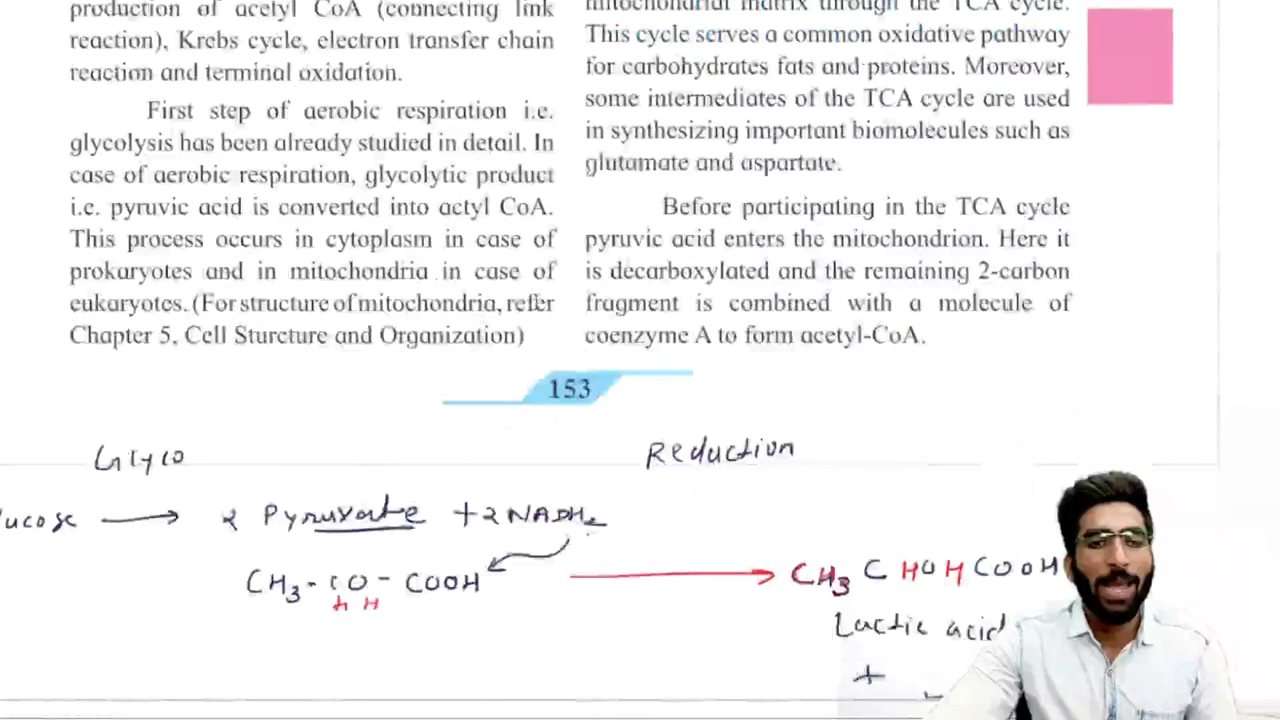 production of acetyl CoA (connecting link
reaction), Krebs cycle, electron transfer chain
reaction and terminal oxidation.
First step of aerobic respiration i.e.
glycolysis has been already studied in detail. In
case of aerobic respiration, glycolytic product
i.e. pyruvic acid is converted into actyl CoA.
This process occurs in cytoplasm in case of
prokaryotes and in mitochondria in case of
eukaryotes. (For structure of mitochondria, refer
Chapter 5, Cell Sturcture and Organization)
mitochondrial matrix through the TCA cycle.
This cycle serves a common oxidative pathway
for carbohydrates fats and proteins. Moreover,
some intermediates of the TCA cycle are used
in synthesizing important biomolecules such as
glutamate and aspartate.
Before participating in the TCA cycle
pyruvic acid enters the mitochondrion. Here it
is decarboxylated and the remaining 2-carbon
fragment is combined with a molecule of
coenzyme A to form acetyl-CoA.
153
Glyco
Reduction
ucose → 2 Pyruvate + 2 NADH₂
CH₃ - CO - COOH → CH₃ C HOH COOH
H H
Lactic acid
+